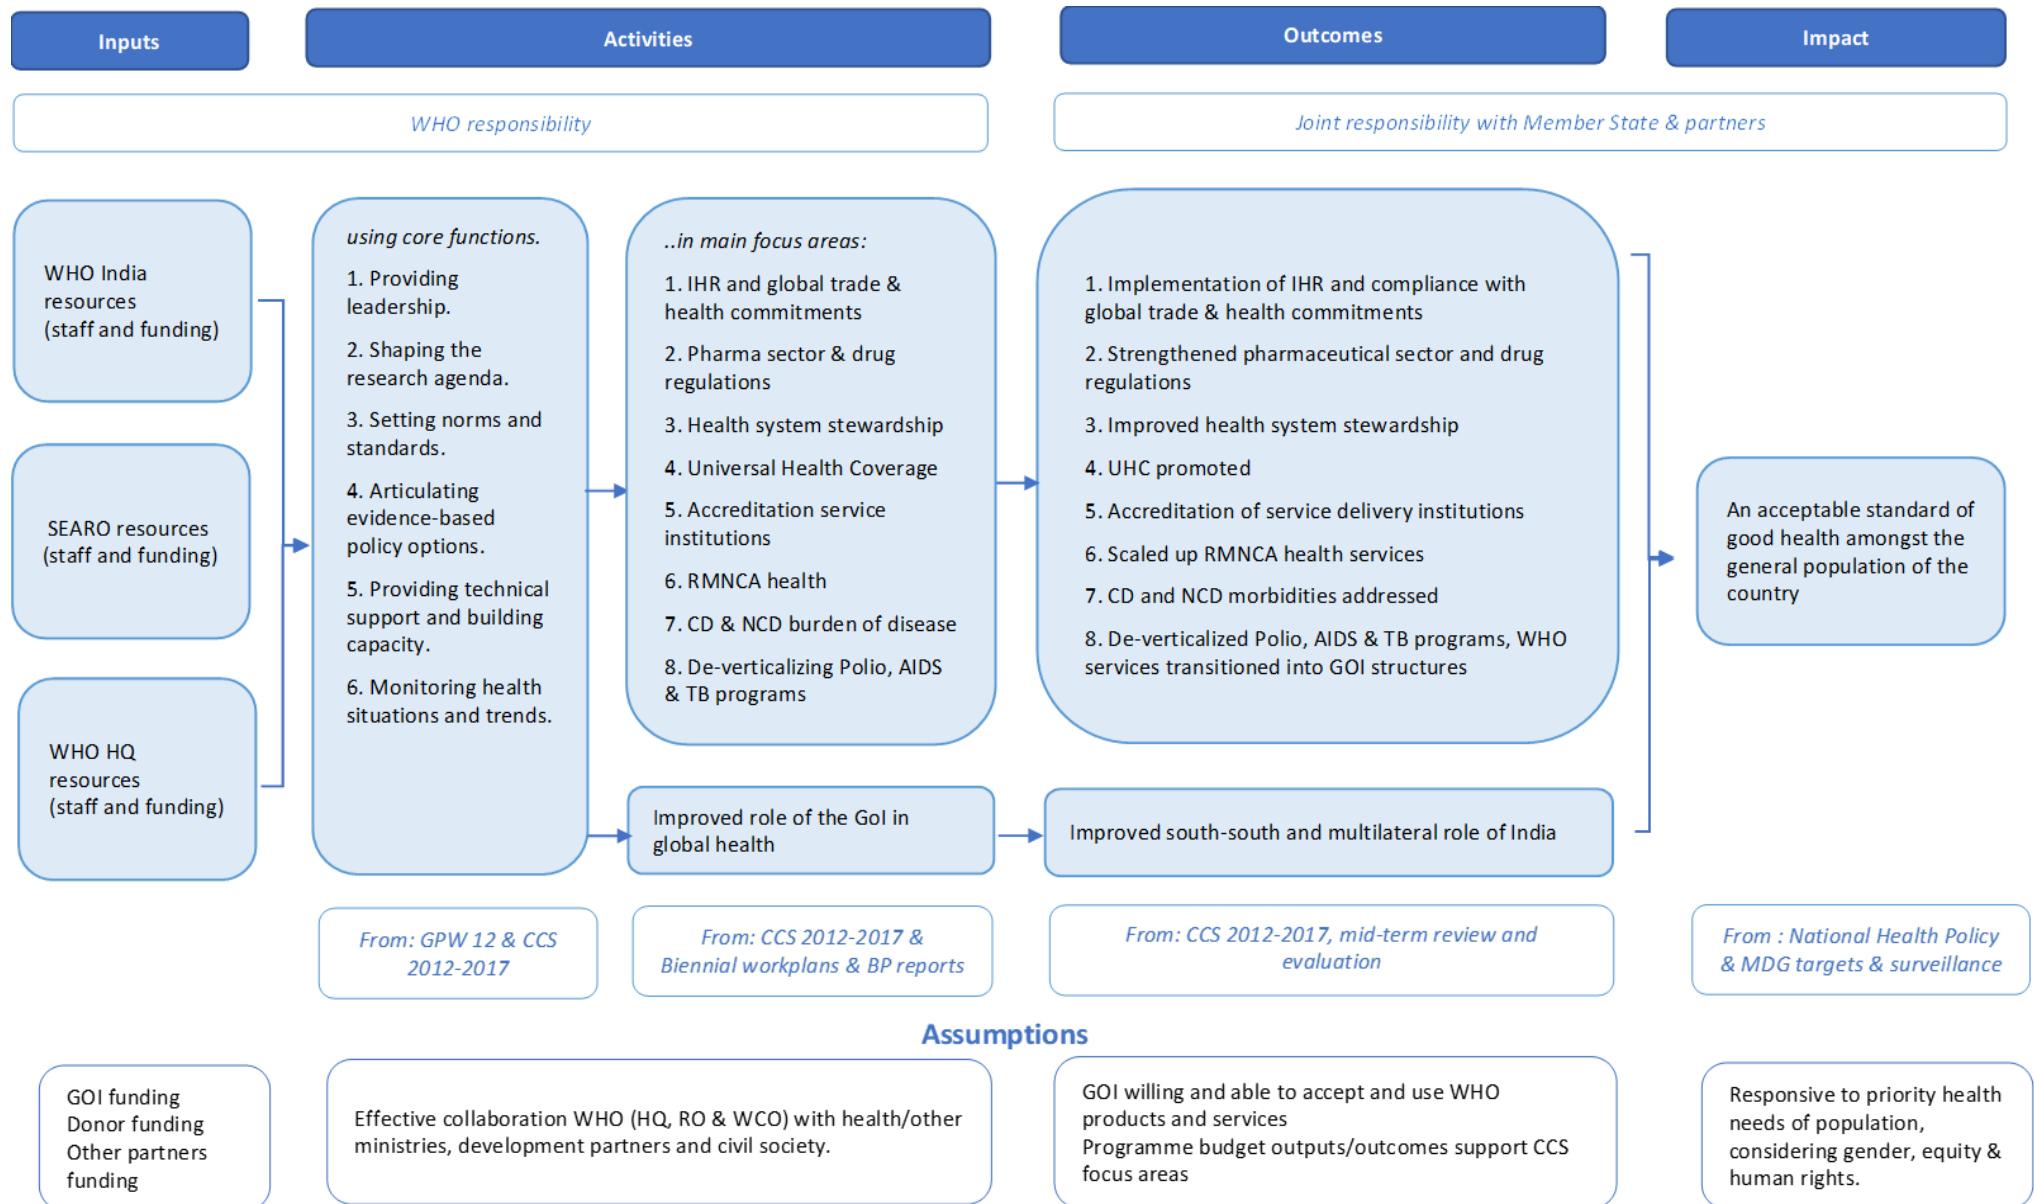 Inputs
Activities
Outcomes
Impact
WHO responsibility
Joint responsibility with Member State & partners
WHO India
resources
(staff and funding)
SEARO resources
(staff and funding)
WHO HQ
resources
(staff and funding)
using core functions.
1. Providing
leadership.
2. Shaping the
research agenda.
3. Setting norms and
standards.
4. Articulating
evidence-based
policy options.
5. Providing technical
support and building
capacity.
6. Monitoring health
situations and trends.
..in main focus areas:
1. IHR and global trade &
health commitments
2. Pharma sector & drug
regulations
3. Health system stewardship
4. Universal Health Coverage
5. Accreditation service
institutions
6. RMNCA health
7. CD & NCD burden of disease
8. De-verticalizing Polio, AIDS
& TB programs
Improved role of the GoI in
global health
1. Implementation of IHR and compliance with
global trade & health commitments
2. Strengthened pharmaceutical sector and drug
regulations
3. Improved health system stewardship
4. UHC promoted
5. Accreditation of service delivery institutions
6. Scaled up RMNCA health services
7. CD and NCD morbidities addressed
8. De-verticalized Polio, AIDS & TB programs, WHO
services transitioned into GOI structures
Improved south-south and multilateral role of India
An acceptable standard of
good health amongst the
general population of the
country
From: GPW 12 & CCS
2012-2017
From: CCS 2012-2017 &
Biennial workplans & BP reports
From: CCS 2012-2017, mid-term review and
evaluation
From : National Health Policy
& MDG targets & surveillance
Assumptions
GOI funding
Donor funding
Other partners
funding
Effective collaboration WHO (HQ, RO & WCO) with health/other
ministries, development partners and civil society.
GOI willing and able to accept and use WHO
products and services
Programme budget outputs/outcomes support CCS
focus areas
Responsive to priority health
needs of population,
considering gender, equity &
human rights.